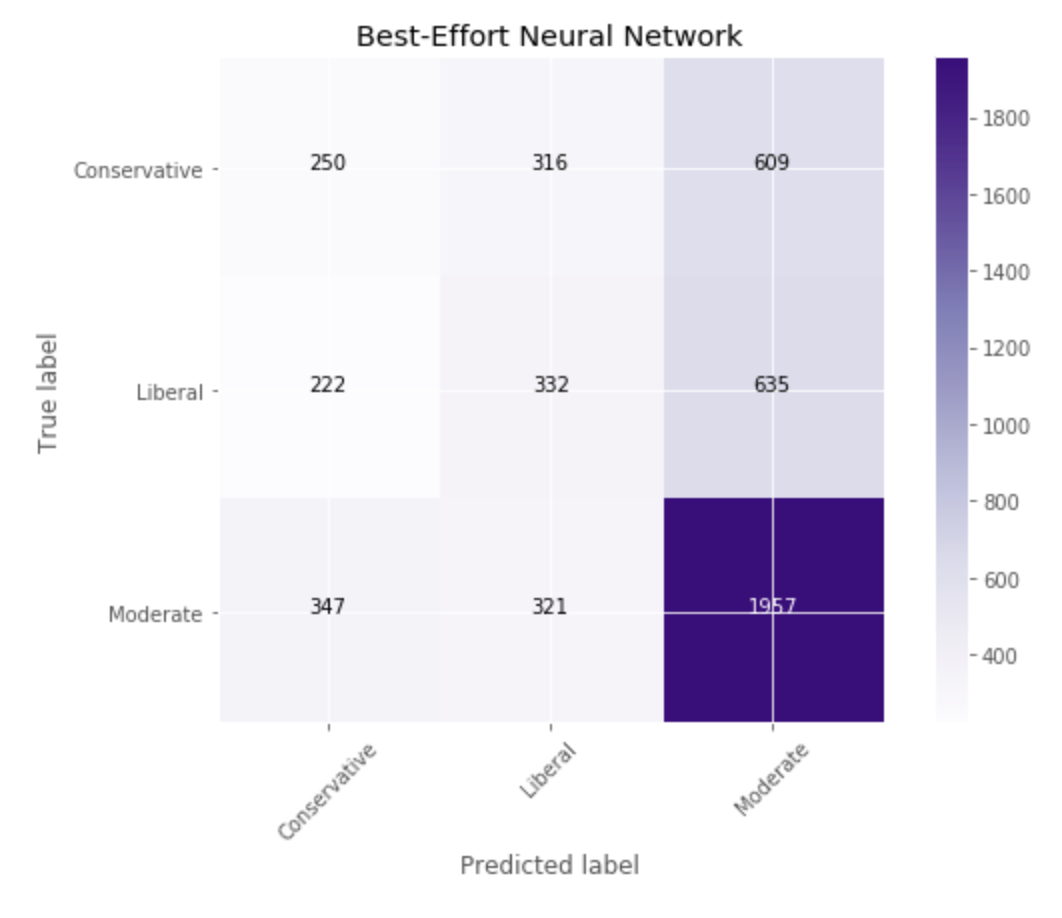 Best-Effort Neural Network
Conservative 250 316 609
Liberal 222 332 635
Moderate 347 321 1957
True label
Conservative Liberal Moderate
Predicted label
1800
1600
1400
1200
1000
800
600
400